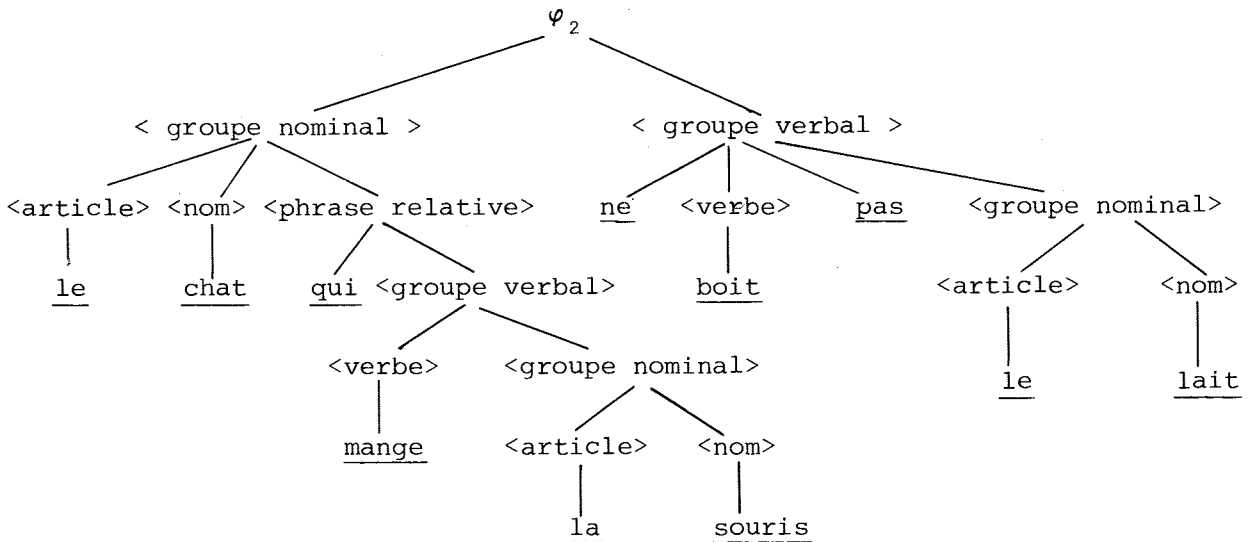 φ2
< groupe nominal > < groupe verbal >
<article> <nom> <phrase relative> ne <verbe> pas <groupe nominal>
le chat qui <groupe verbal> boit <article> <nom>
<verbe> <groupe nominal> le lait
mange <article> <nom>
la souris